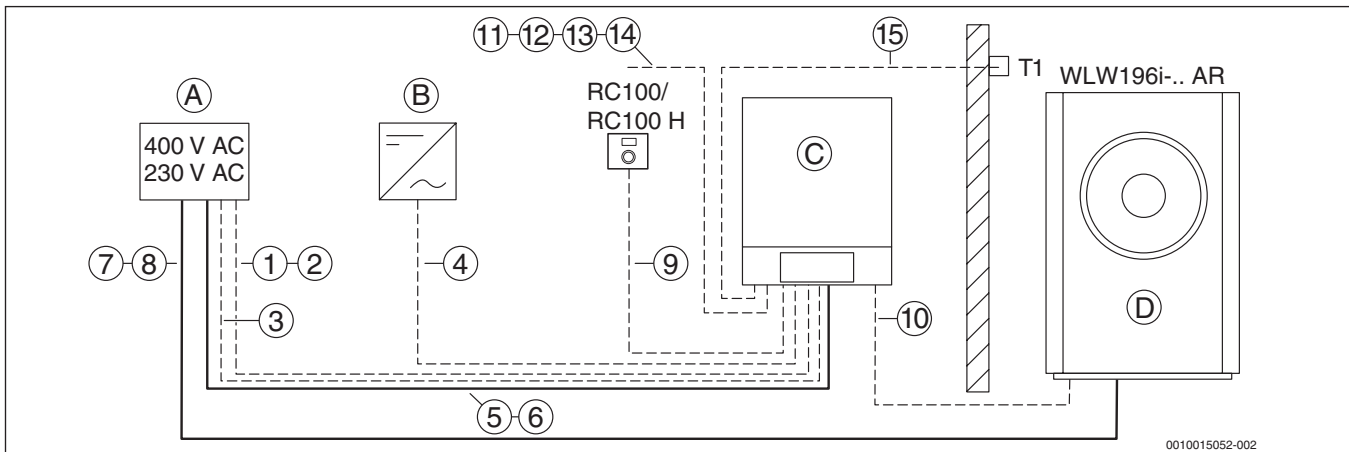 11 12 13 14
15
T1
WLW196i-.. AR
RC100/
RC100 H
A
B
400 V AC
230 V AC
C
7 8
1 2
4
9
3
10
D
5 6
0010015052-002